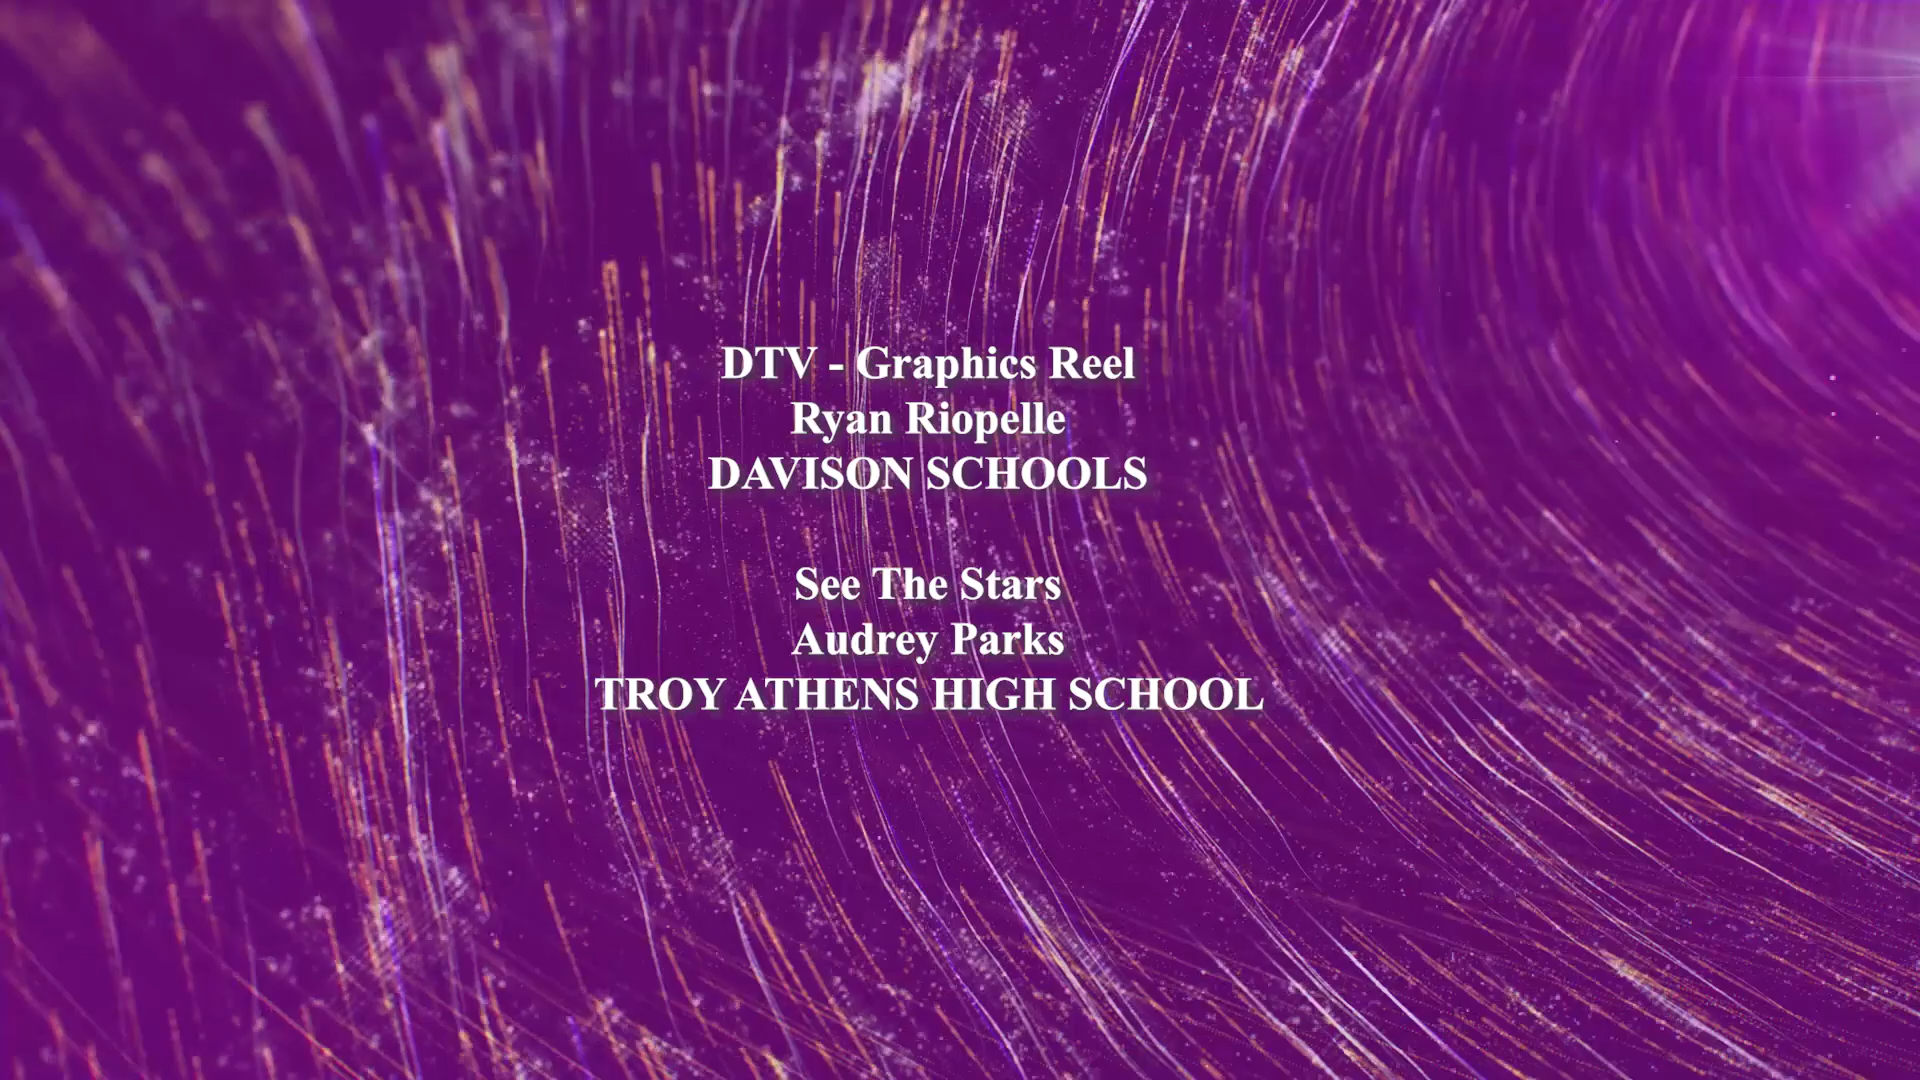 DTV - Graphics Reel
Ryan Riopelle
DAVISON SCHOOLS
See The Stars
Audrey Parks
TROY ATHENS HIGH SCHOOL